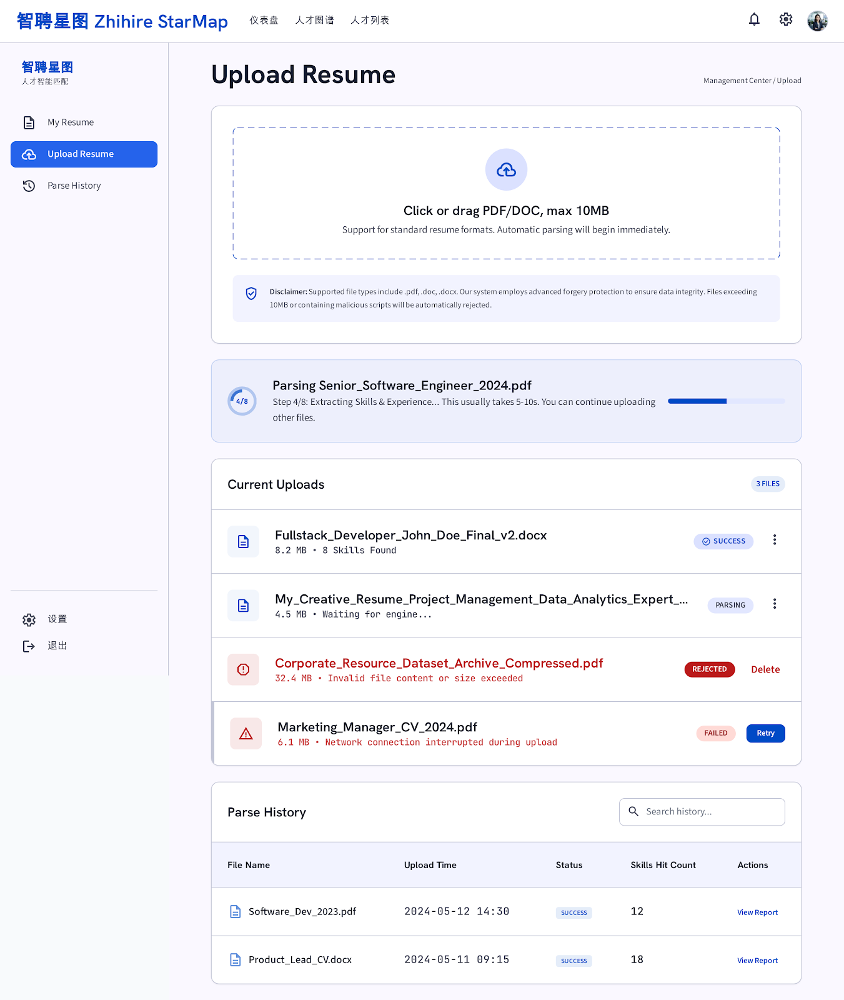 智聘星图 Zhihire StarMap
仪表盘
人才图谱
人才列表
智聘星图
人才智能匹配
My Resume
Upload Resume
Parse History
设置
退出
Upload Resume
Management Center / Upload
Click or drag PDF/DOC, max 10MB
Support for standard resume formats. Automatic parsing will begin immediately.
Disclaimer: Supported file types include .pdf, .doc, .docx. Our system employs advanced forgery protection to ensure data integrity. Files exceeding
10MB or containing malicious scripts will be automatically rejected.
4/8
Parsing Senior_Software_Engineer_2024.pdf
Step 4/8: Extracting Skills & Experience... This usually takes 5-10s. You can continue uploading
other files.
Current Uploads
3 FILES
Fullstack_Developer_John_Doe_Final_v2.docx
8.2 MB • 8 Skills Found
SUCCESS
My_Creative_Resume_Project_Management_Data_Analytics_Expert_...
4.5 MB • Waiting for engine...
PARSING
Corporate_Resource_Dataset_Archive_Compressed.pdf
32.4 MB • Invalid file content or size exceeded
REJECTED
Delete
Marketing_Manager_CV_2024.pdf
6.1 MB • Network connection interrupted during upload
FAILED
Retry
Parse History
Search history...
File Name
Upload Time
Status
Skills Hit Count
Actions
Software_Dev_2023.pdf
2024-05-12 14:30
SUCCESS
12
View Report
Product_Lead_CV.docx
2024-05-11 09:15
SUCCESS
18
View Report